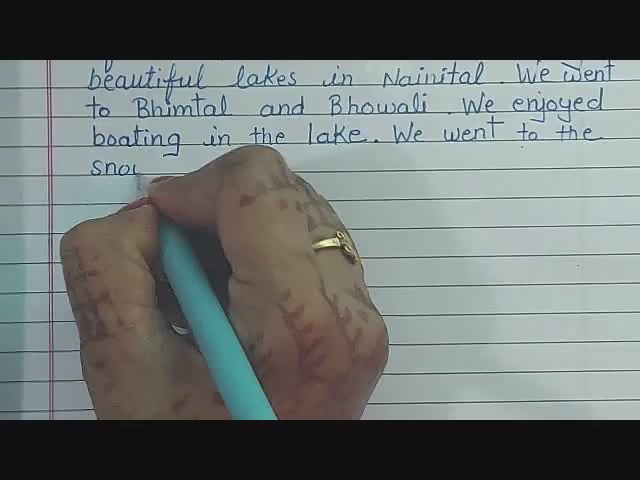 beautiful lakes in Nainital. We went
to Bhimtal and Bhowali. We enjoyed
boating in the lake. We went to the
sno